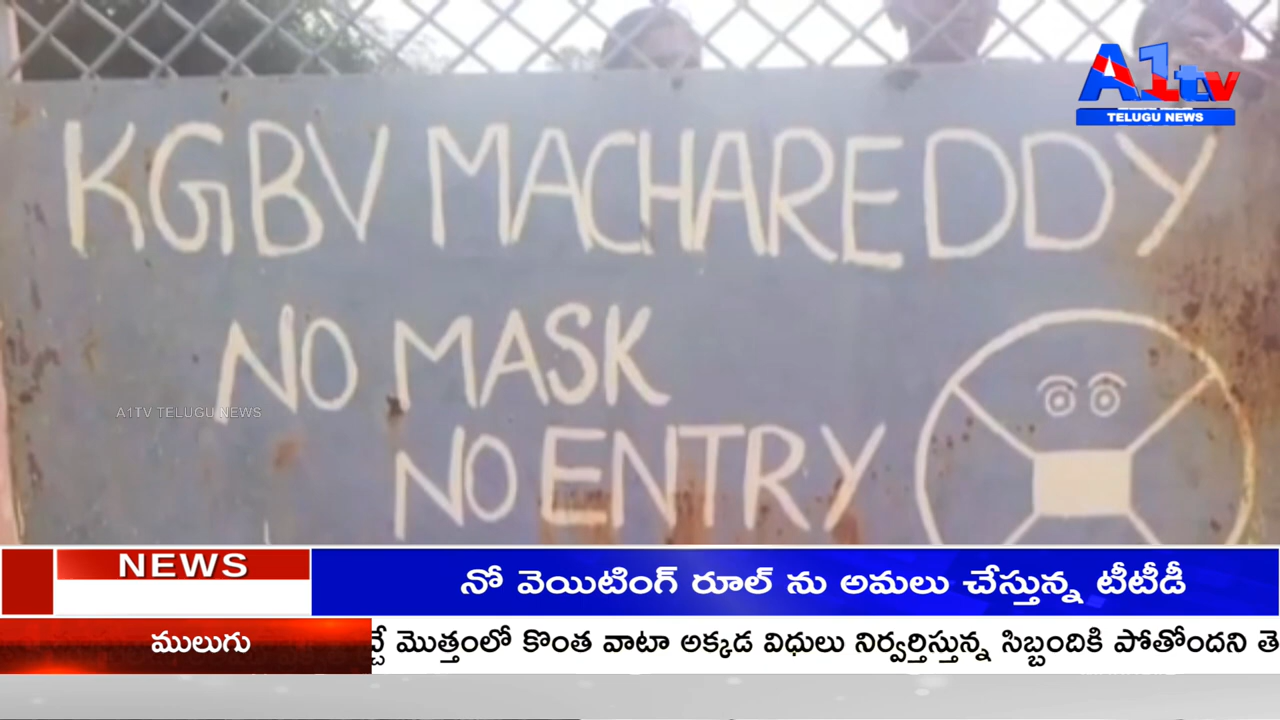 A1tv
TELUGU NEWS
KGBV MACHAREDDY
NO MASK
NO ENTRY
A1TV TELUGU NEWS
NEWS
నో వెయిటింగ్ రూల్ ను అమలు చేస్తున్న టీటీడీ
ములుగు
మొత్తంలో కొంత వాటా అక్కడ విధులు నిర్వర్తిస్తున్న సిబ్బందికి పోతోందని